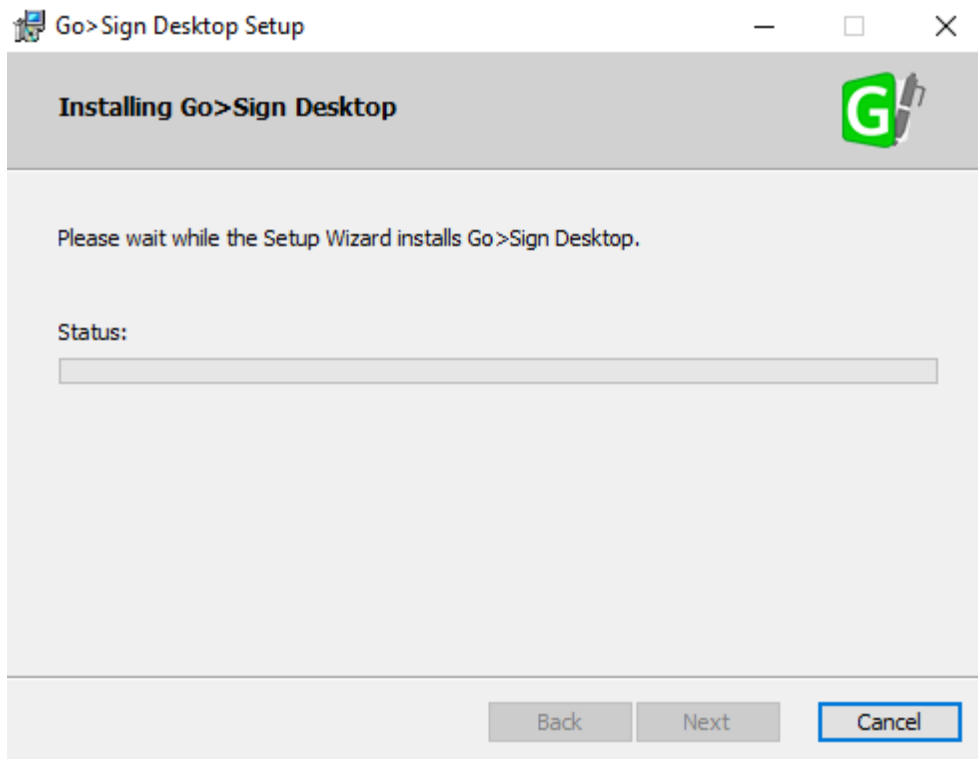 Go>Sign Desktop Setup
Installing Go>Sign Desktop
G
Please wait while the Setup Wizard installs Go>Sign Desktop.
Status:
Back
Next
Cancel